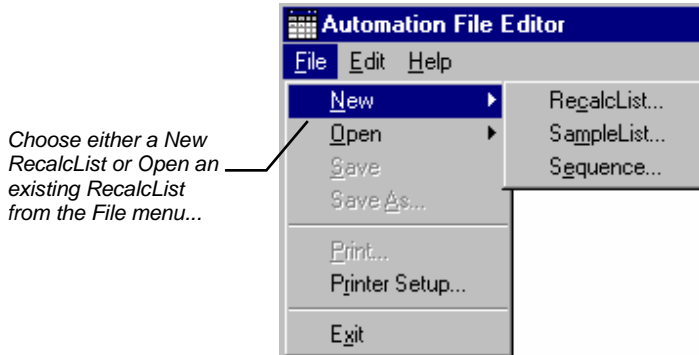 Automation File Editor
File Edit Help
New
RecalcList...
Open
SampleList...
Save
Sequence...
Save As...
Print...
Printer Setup...
Exit
Choose either a New
RecalcList or Open an
existing RecalcList
from the File menu...